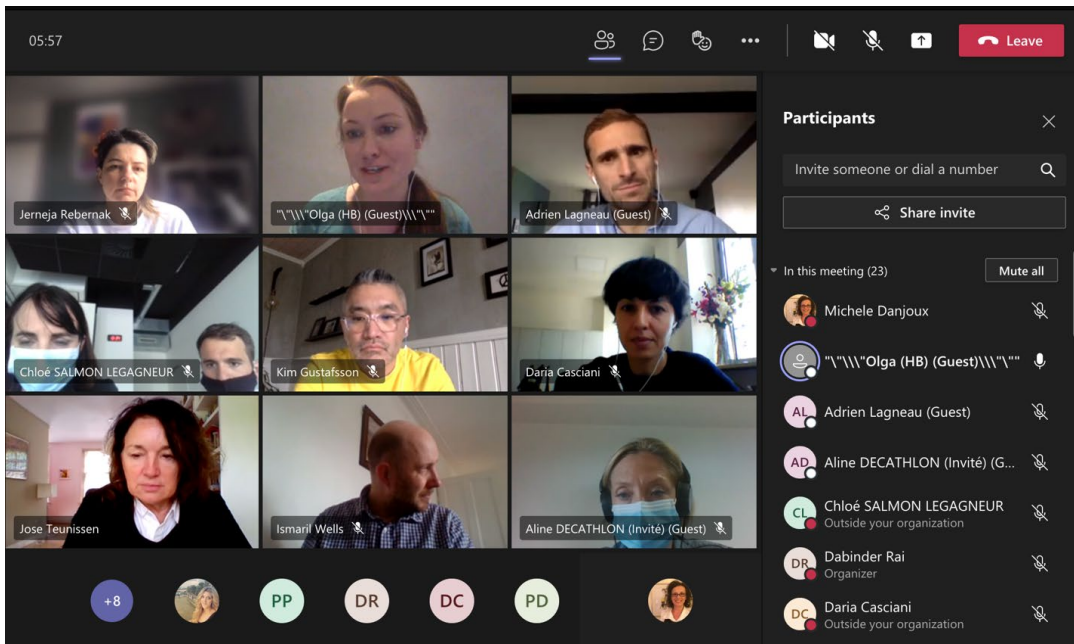 05:57
Leave
Jerneja Rebernak
"\"\\\"Olga (HB) (Guest)\\\\"\""
Adrien Lagneau (Guest)
Chloé SALMON LEGAGNEUR
Kim Gustafsson
Daria Casciani
Jose Teunissen
Ismaril Wells
Aline DECATHLON (Invité) (Guest)
+8
PP
DR
DC
PD
Participants
Invite someone or dial a number
Share invite
In this meeting (23)
Mute all
Michele Danjoux
"\"\\\"Olga (HB) (Guest)\\\\"\""
AL
Adrien Lagneau (Guest)
AD
Aline DECATHLON (Invité) (G...
CL
Chloé SALMON LEGAGNEUR
Outside your organization
DR
Dabinder Rai
Organizer
DC
Daria Casciani
Outside your organization